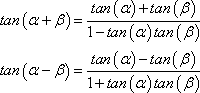 tan(α + β) = (tan(α)+tan(β))/(1−tan(α)tan(β))
tan(α − β) = (tan(α)−tan(β))/(1+tan(α)tan(β))